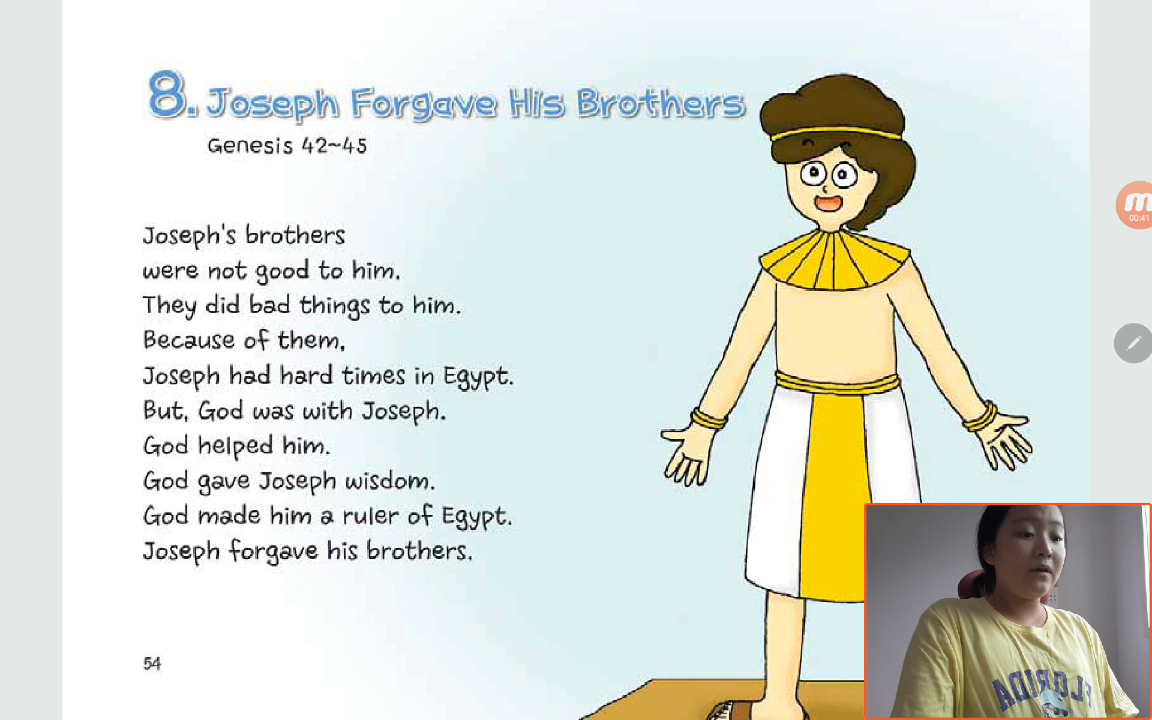 8. Joseph Forgave His Brothers
Genesis 42~45
Joseph's brothers
were not good to him.
They did bad things to him.
Because of them,
Joseph had hard times in Egypt.
But, God was with Joseph.
God helped him.
God gave Joseph wisdom.
God made him a ruler of Egypt.
Joseph forgave his brothers.
54
m
00:41
FLORIDA